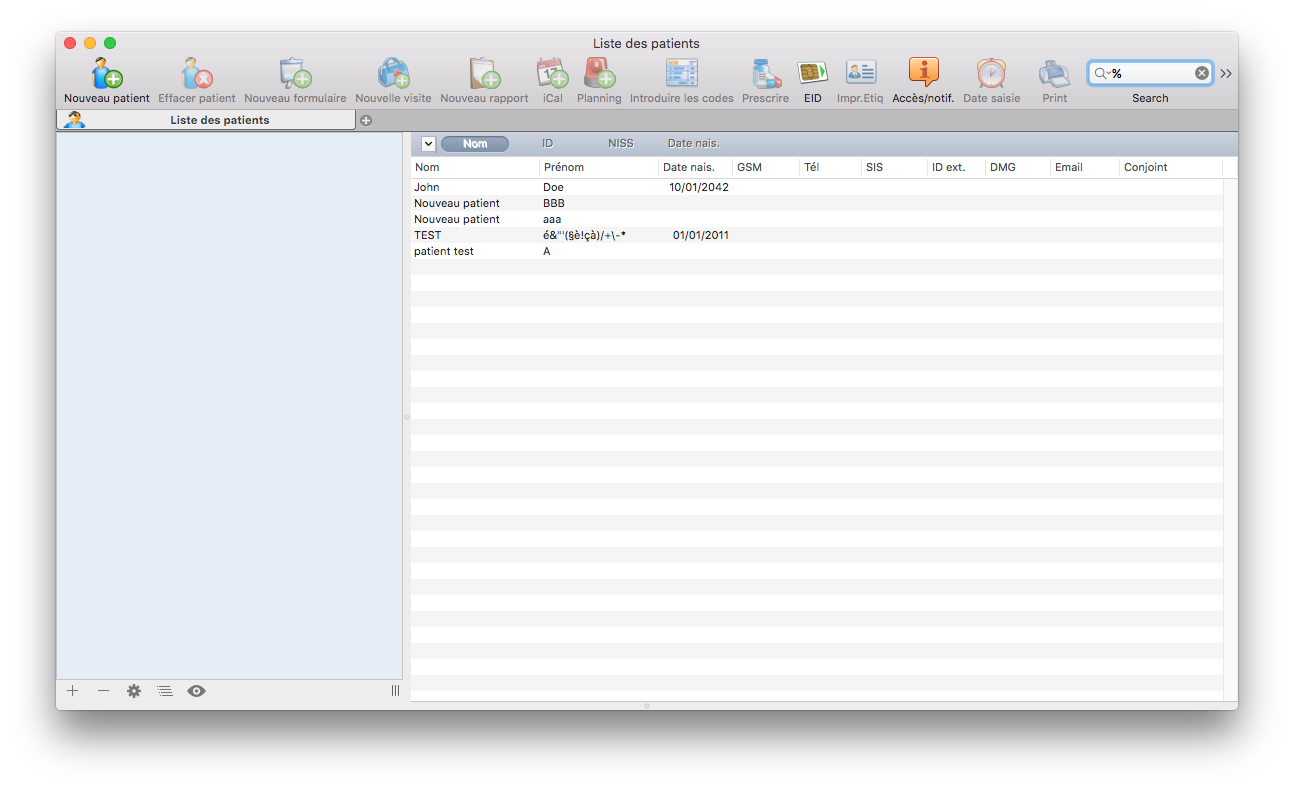 Liste des patients
Nouveau patient Effacer patient Nouveau formulaire Nouvelle visite Nouveau rapport iCal Planning Introduire les codes Prescrire EID Impr.Etiq Accès/notif. Date saisie Print Search
%
Liste des patients
Nom ID NISS Date nais.
Nom Prénom Date nais. GSM Tél SIS ID ext. DMG Email Conjoint
John Doe 10/01/2042
Nouveau patient BBB
Nouveau patient aaa
TEST é&"'(§è!çà)/+\-* 01/01/2011
patient test A